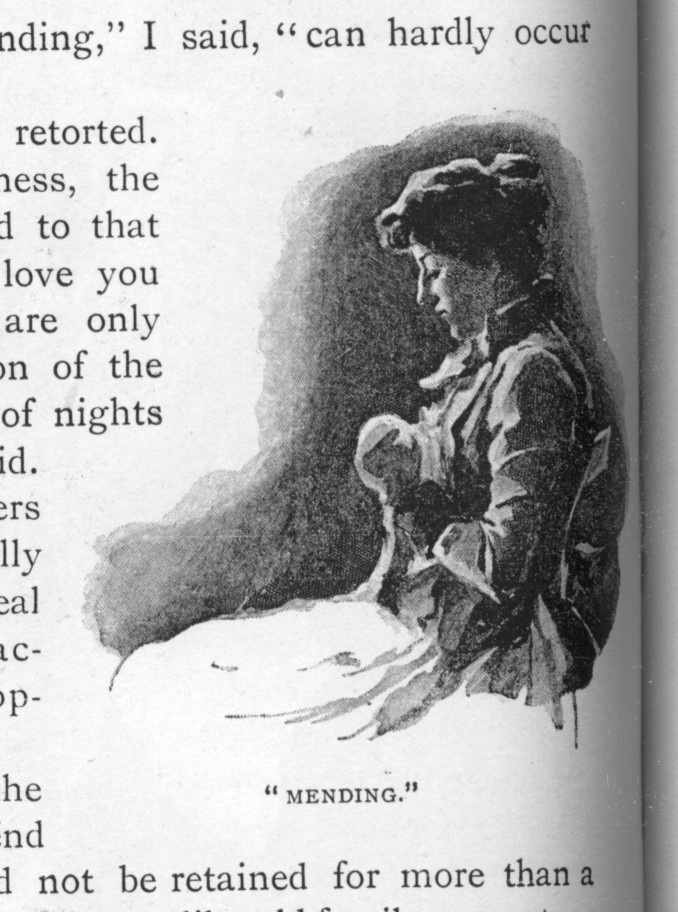 nding,” I said, “can hardly occur
retorted.
ness, the
d to that
love you
are only
on of the
of nights
id.
ers
lly
eal
ac-
op-
the
end
“MENDING.”
d not be retained for more than a